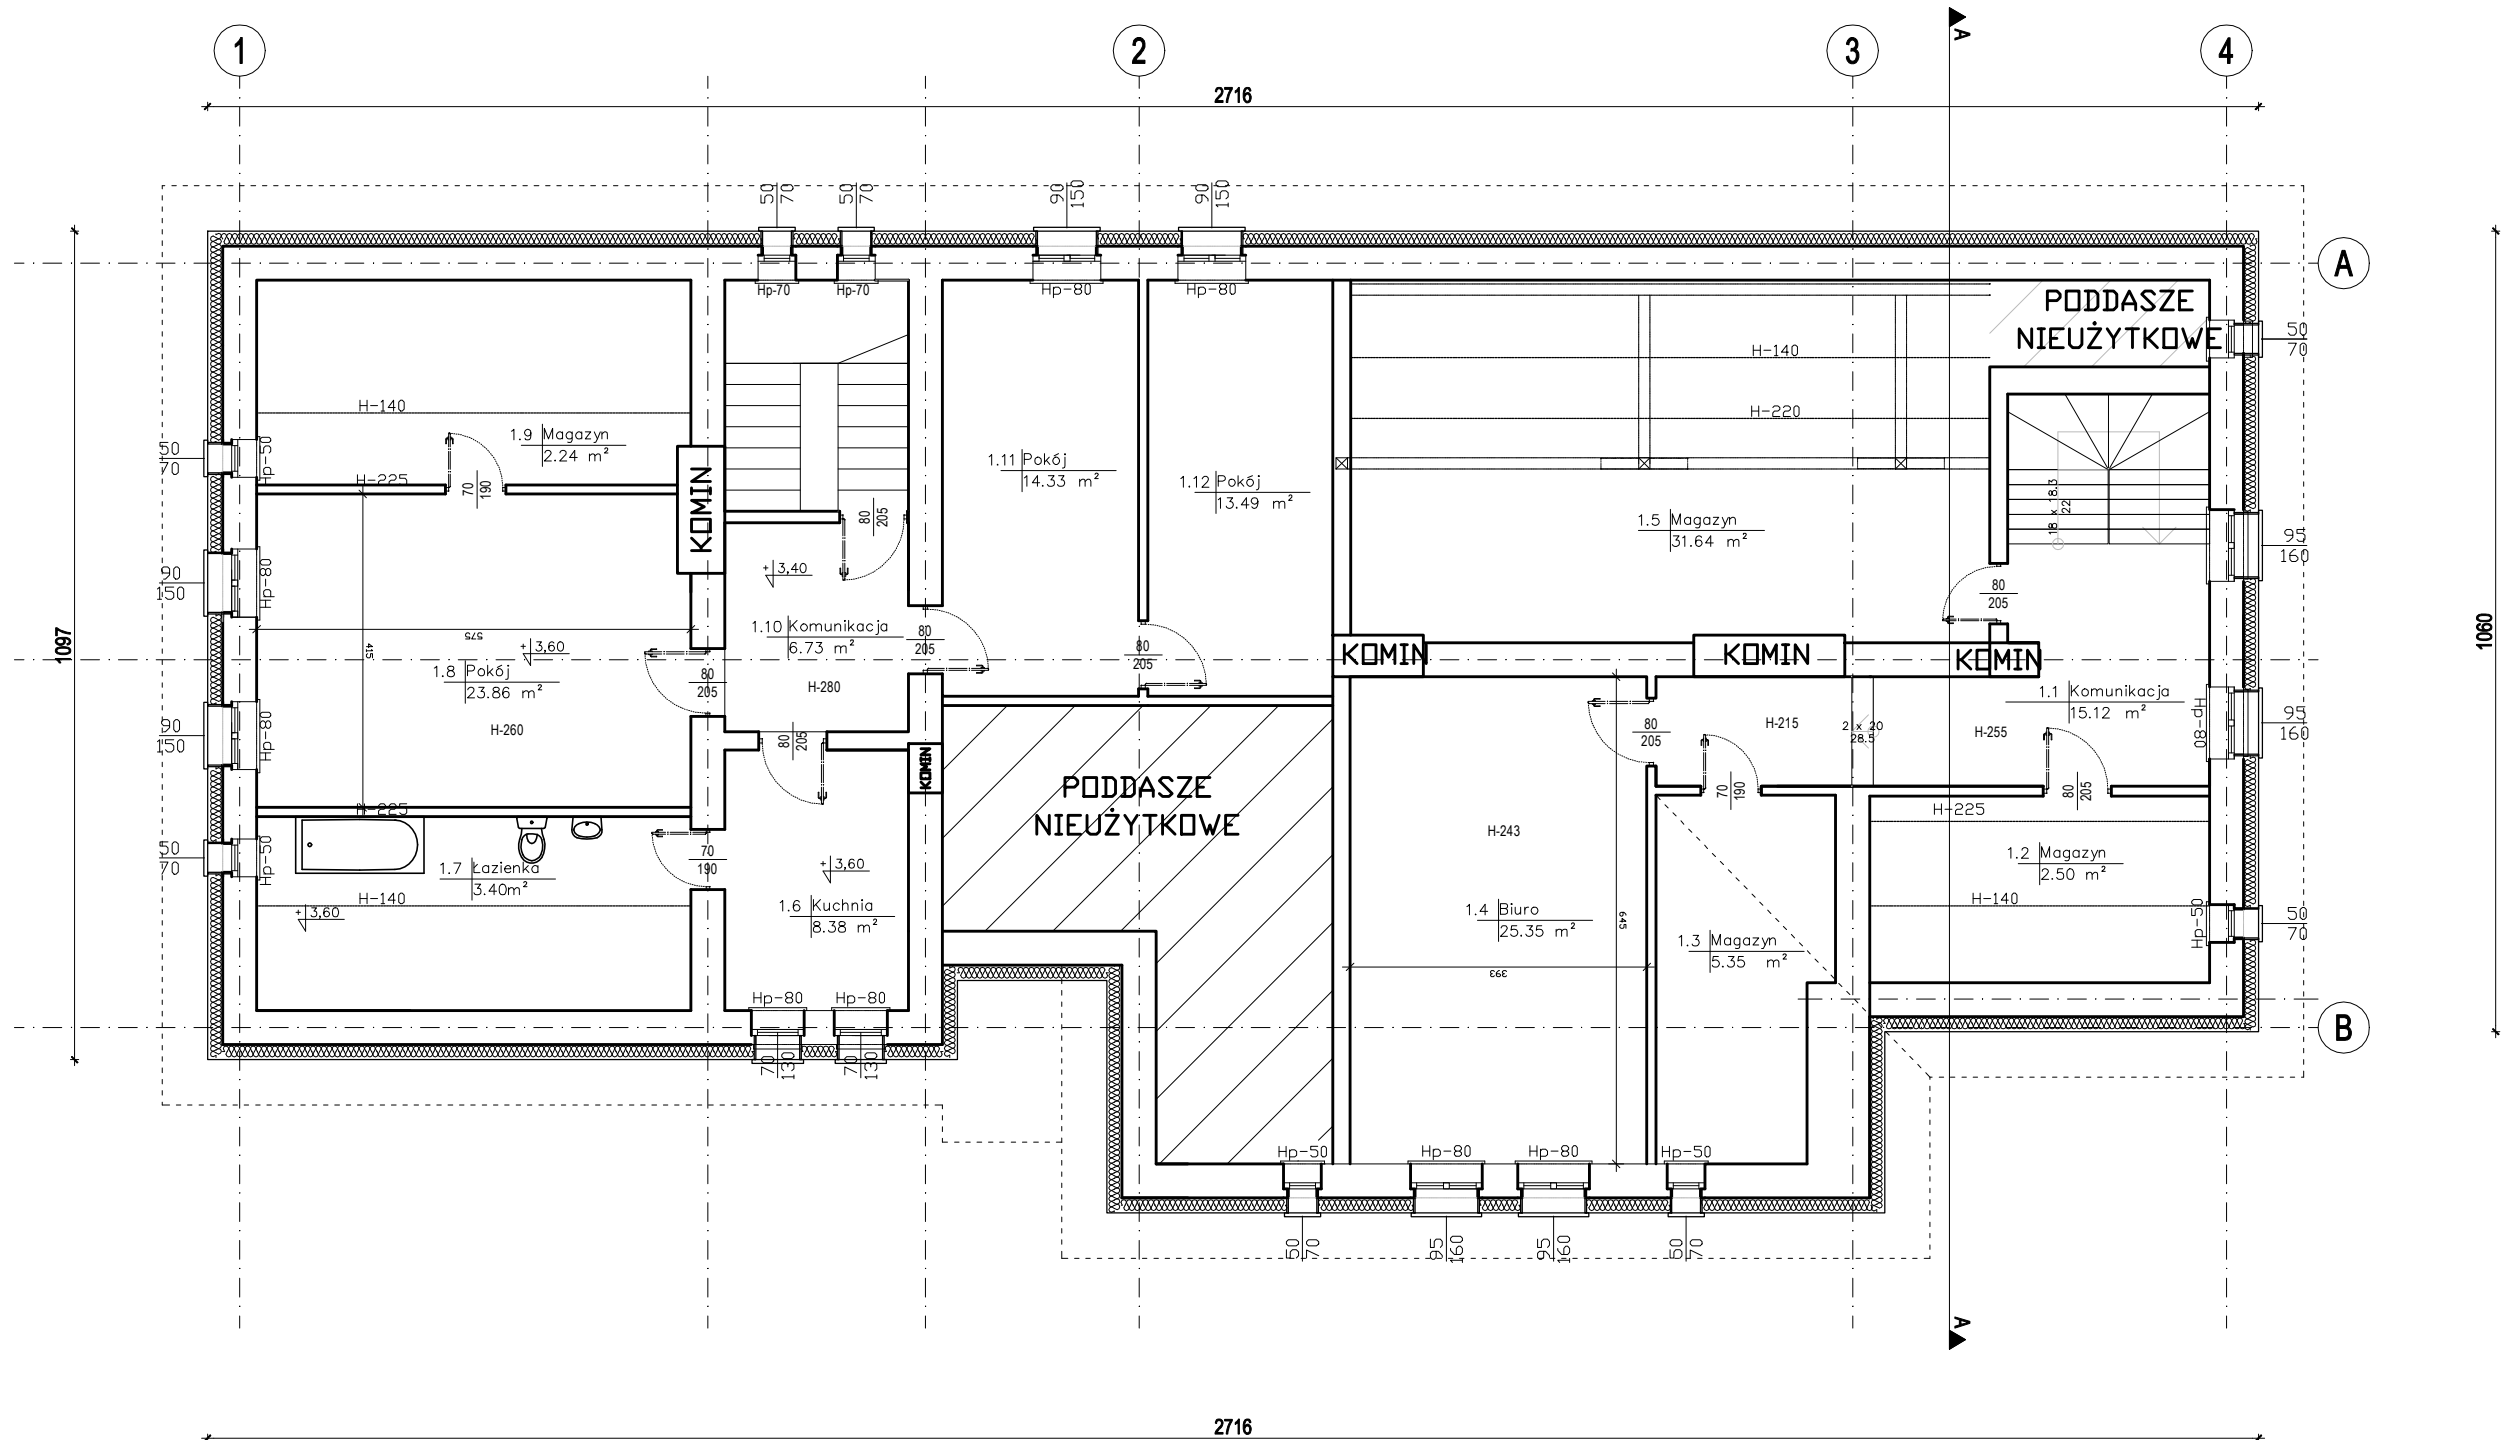 1
2
3
4
A
2716
50
70
50
70
90
150
90
150
A
Hp-70
Hp-70
Hp-80
Hp-80
PODDASZE
NIEUŻYTKOWE
50
70
H-140
H-140
H-220
1.9 Magazyn
2.24 m²
50
70
Hp-50
H-225
70
190
KOMIN
1.11 Pokój
14.33 m²
1.12 Pokój
13.49 m²
80
205
1.5 Magazyn
31.64 m²
18 x 18.3
22
95
160
90
150
Hp-80
+3,40
80
205
1097
575
415
+3,60
1.10 Komunikacja
6.73 m²
80
205
80
205
1060
KOMIN
KOMIN
KOMIN
1.8 Pokój
23.86 m²
80
205
H-280
1.1 Komunikacja
15.12 m²
90
150
Hp-80
H-260
80
205
80
205
H-215
2 x 20
28.5
H-255
Hp-80
95
160
KOMIN
PODDASZE
NIEUŻYTKOWE
70
190
80
205
H-225
H-225
H-243
50
70
Hp-50
1.7 Łazienka
3.40m²
70
190
+3,60
1.2 Magazyn
2.50 m²
H-140
+3,60
1.6 Kuchnia
8.38 m²
1.4 Biuro
25.35 m²
645
H-140
Hp-50
50
70
1.3 Magazyn
5.35 m²
393
Hp-80
Hp-80
B
70
130
70
130
Hp-50
Hp-80
Hp-80
Hp-50
50
70
95
160
95
160
50
70
A
2716